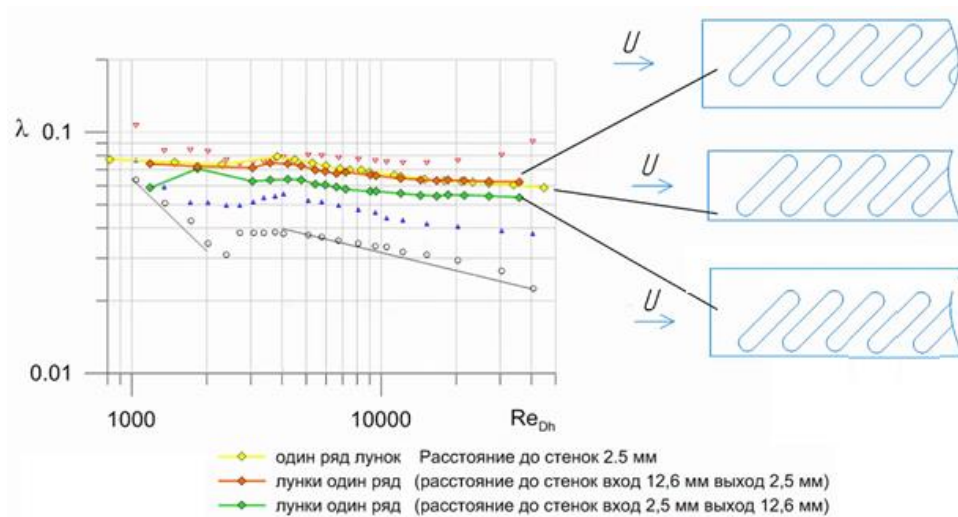 U
0.1
λ
U
U
0.01
1000
10000
Re_Dh
один ряд лунок Расстояние до стенок 2.5 мм
лунки один ряд (расстояние до стенок вход 12,6 мм выход 2,5 мм)
лунки один ряд (расстояние до стенок вход 2,5 мм выход 12,6 мм)